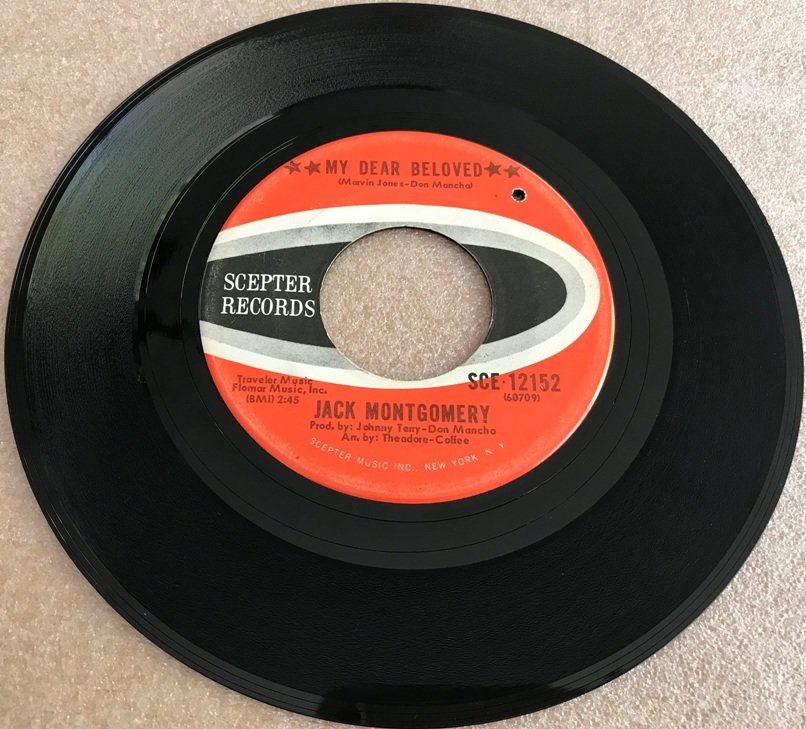 ★★MY DEAR BELOVED★★
(Marvin Jones-Don Mancha)
SCEPTER
RECORDS
Traveler Music
Flomar Music, Inc.
(BMI) 2:45
SCE-12152
(60709)
JACK MONTGOMERY
Prod. by: Johnny Terry-Don Mancha
Arr. by: Theadore-Coffee
SCEPTER MUSIC INC., NEW YORK, N. Y.